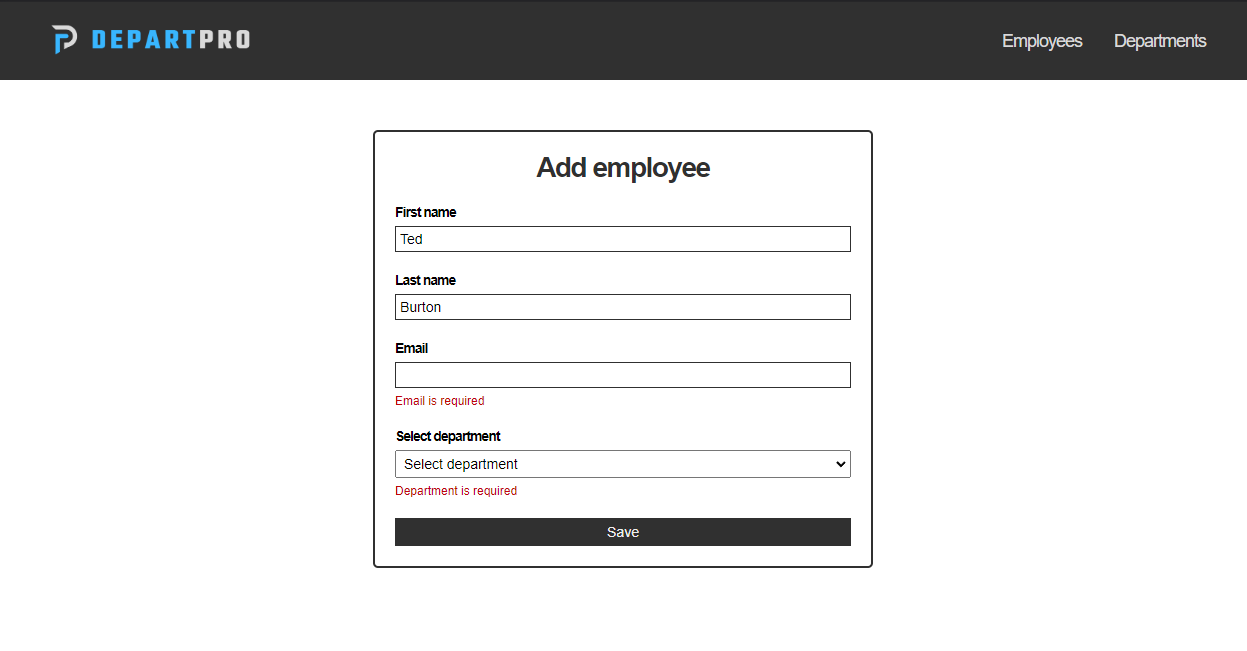 DEPARTPRO
Employees
Departments
Add employee
First name
Ted
Last name
Burton
Email
Email is required
Select department
Select department
Department is required
Save